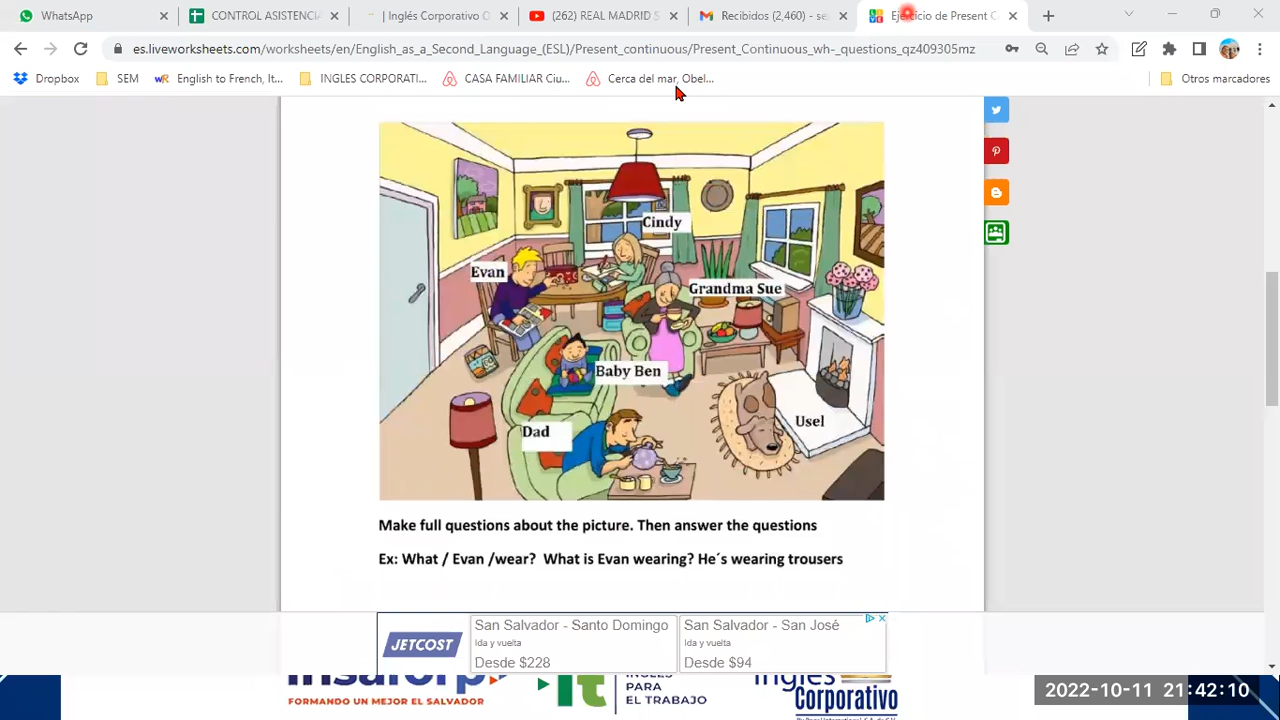 WhatsApp
CONTROL ASISTENCIA
| Inglés Corporativo C
(262) REAL MADRID S
Recibidos (2,460) - se
Ejercicio de Present C
es.liveworksheets.com/worksheets/en/English_as_a_Second_Language_(ESL)/Present_continuous/Present_Continuous_wh-_questions_qz409305mz
Dropbox
SEM
wR English to French, It...
INGLES CORPORATI...
CASA FAMILIAR Ciu...
Cerca del mar, Obel...
Otros marcadores
Cindy
Evan
Grandma Sue
Baby Ben
Usel
Dad
Make full questions about the picture. Then answer the questions
Ex: What / Evan /wear?  What is Evan wearing? He´s wearing trousers
JETCOST
San Salvador - Santo Domingo
Ida y vuelta
Desde $228
San Salvador - San José
Ida y vuelta
Desde $94
insaforp
FORMANDO UN MEJOR EL SALVADOR
INGLÉS
PARA
EL TRABAJO
Inglés
Corporativo
2022-10-11 21:42:10